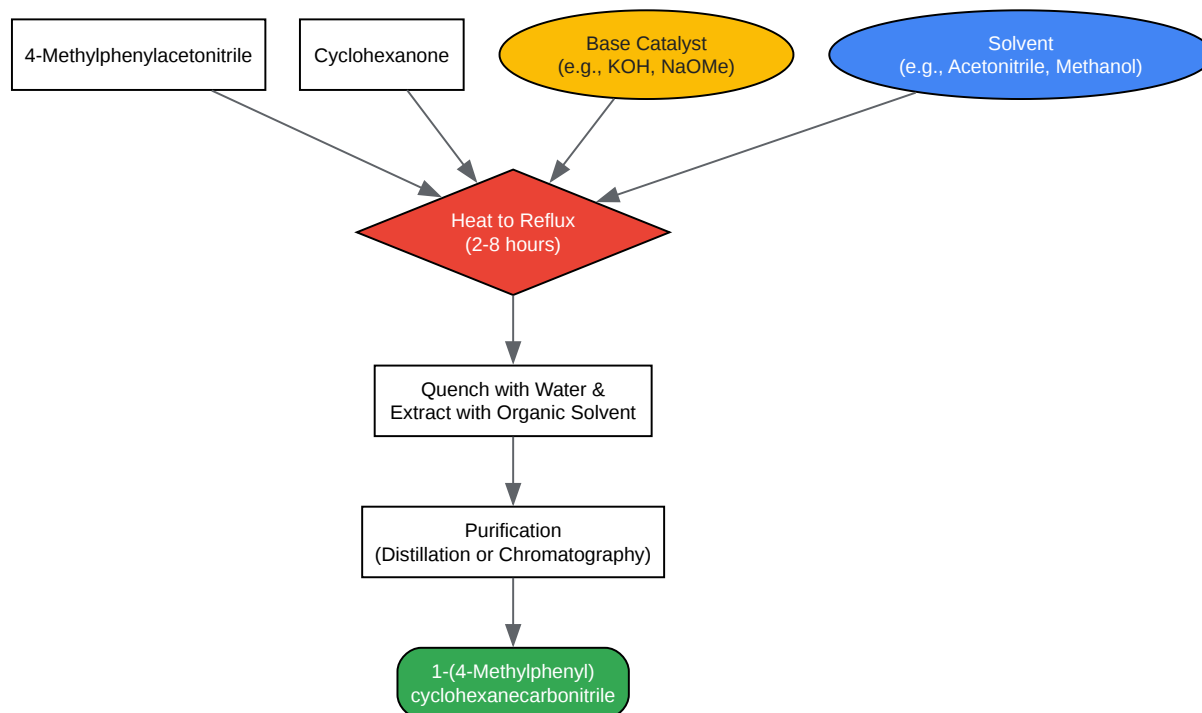 4-Methylphenylacetonitrile
Cyclohexanone
Base Catalyst
(e.g., KOH, NaOMe)
Solvent
(e.g., Acetonitrile, Methanol)
Heat to Reflux
(2-8 hours)
Quench with Water &
Extract with Organic Solvent
Purification
(Distillation or Chromatography)
1-(4-Methylphenyl)
cyclohexanecarbonitrile